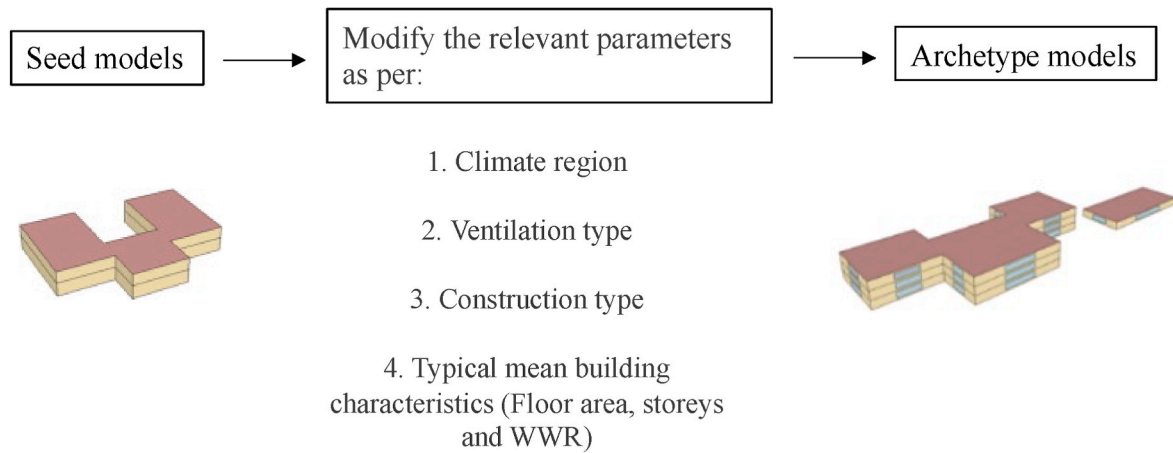 Seed models
Modify the relevant parameters
as per:
Archetype models
1. Climate region
2. Ventilation type
3. Construction type
4. Typical mean building
characteristics (Floor area, storeys
and WWR)